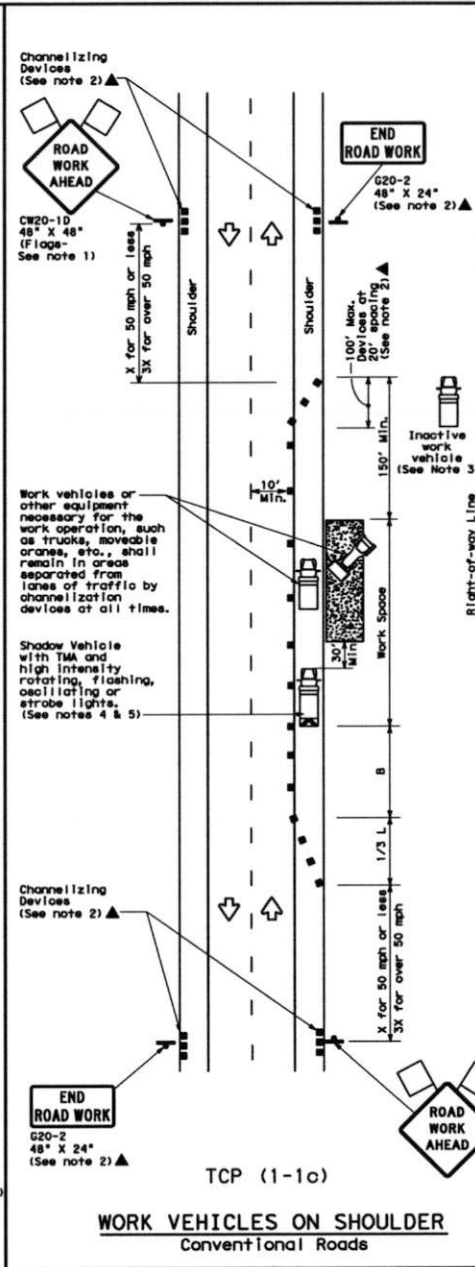 Channelizing
Devices
(See note 2)▲
ROAD
WORK
AHEAD
CW20-1D
48" X 48"
(Flags-
See note 1)
X for 50 mph or less
3X for over 50 mph
Shoulder
Shoulder
END
ROAD WORK
G20-2
48" X 24"
(See note 2)▲
100' Max.
Devices at
20' spacing
(See note 2)▲
150' Min.
Inactive
work
vehicle
(See Note 3
Right-of-way Line
10'
Min.
Work vehicles or
other equipment
necessary for the
work operation, such
as trucks, moveable
cranes, etc., shall
remain in areas
separated from
lanes of traffic by
channelization
devices at all times.
Work Space
30'
Min
Shadow Vehicle
with TMA and
high intensity
rotating, flashing,
oscillating or
strobe lights.
(See notes 4 & 5)
B
1/3 L
Channelizing
Devices
(See note 2)▲
X for 50 mph or less
3X for over 50 mph
END
ROAD WORK
G20-2
48" X 24"
(See note 2)▲
ROAD
WORK
AHEAD
TCP (1-1c)
WORK VEHICLES ON SHOULDER
Conventional Roads